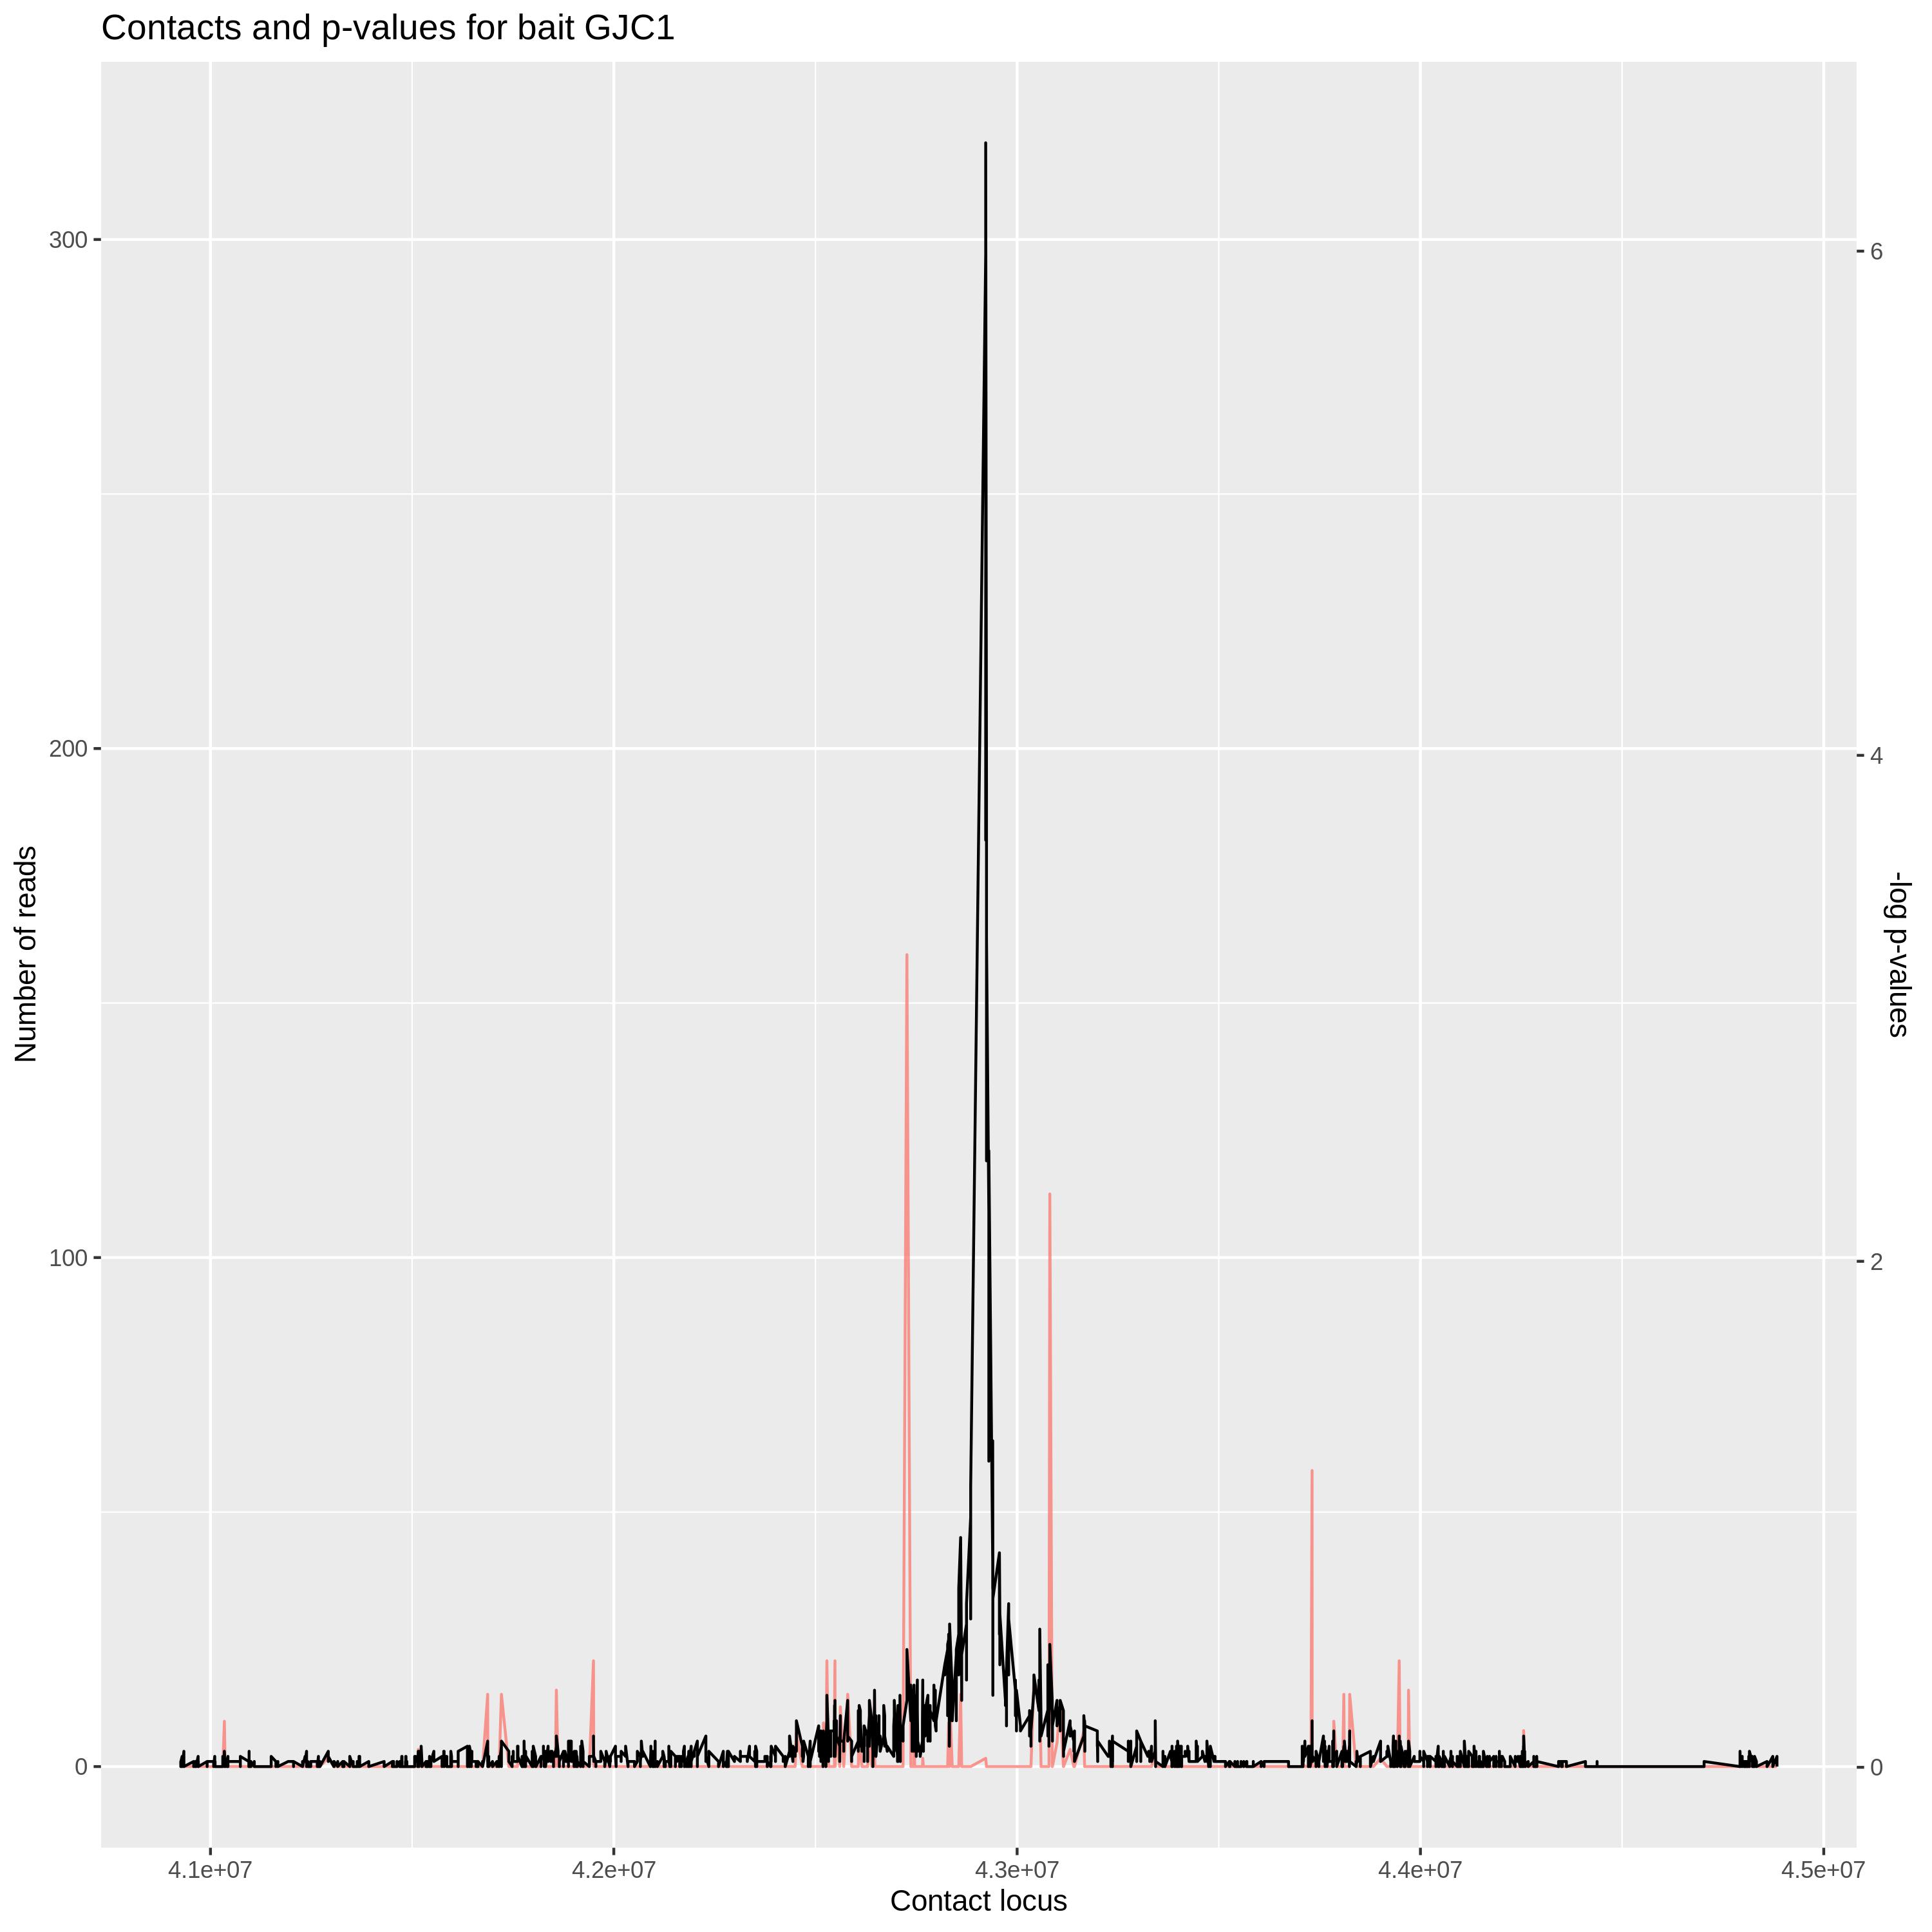 Contacts and p-values for bait GJC1
300
200
100
0
Number of reads
6
4
2
0
-log p-values
4.1e+07
4.2e+07
4.3e+07
4.4e+07
4.5e+07
Contact locus